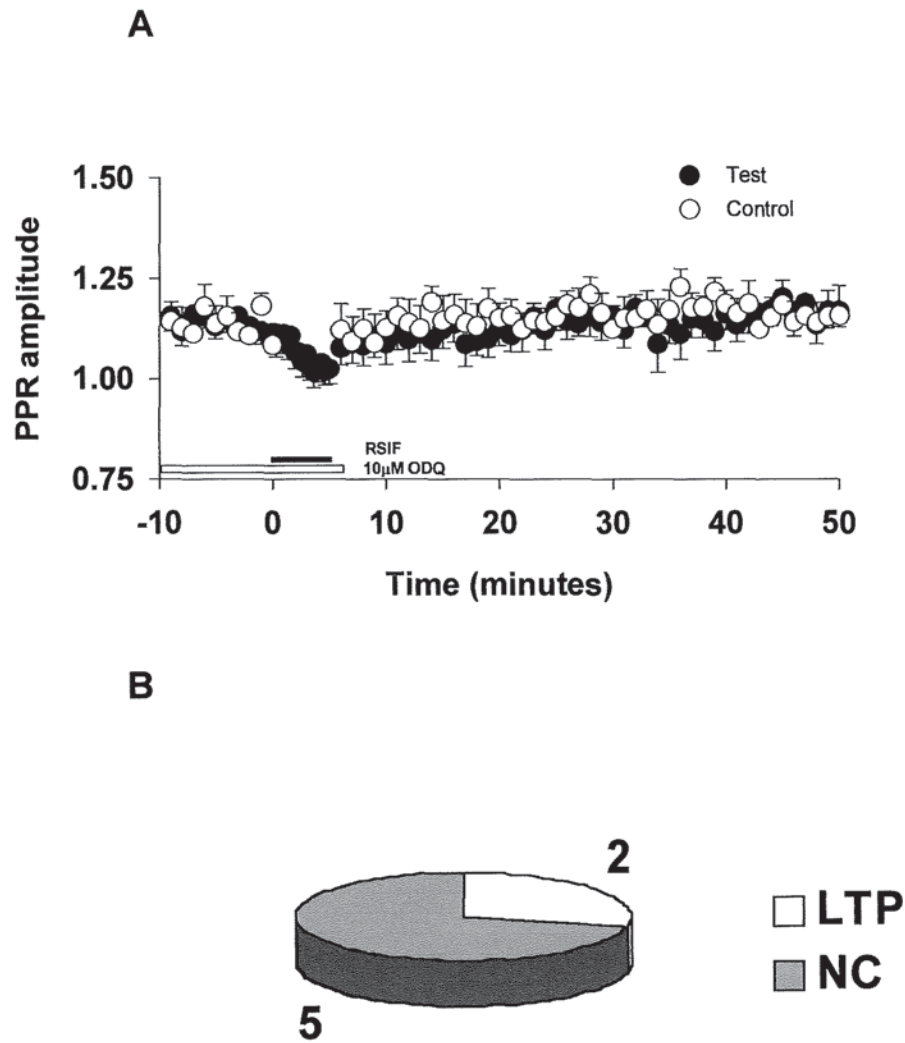 A
1.50
1.25
1.00
0.75
PPR amplitude
Test
Control
RSIF
10μM ODQ
-10 0 10 20 30 40 50
Time (minutes)
B
2
5
LTP
NC